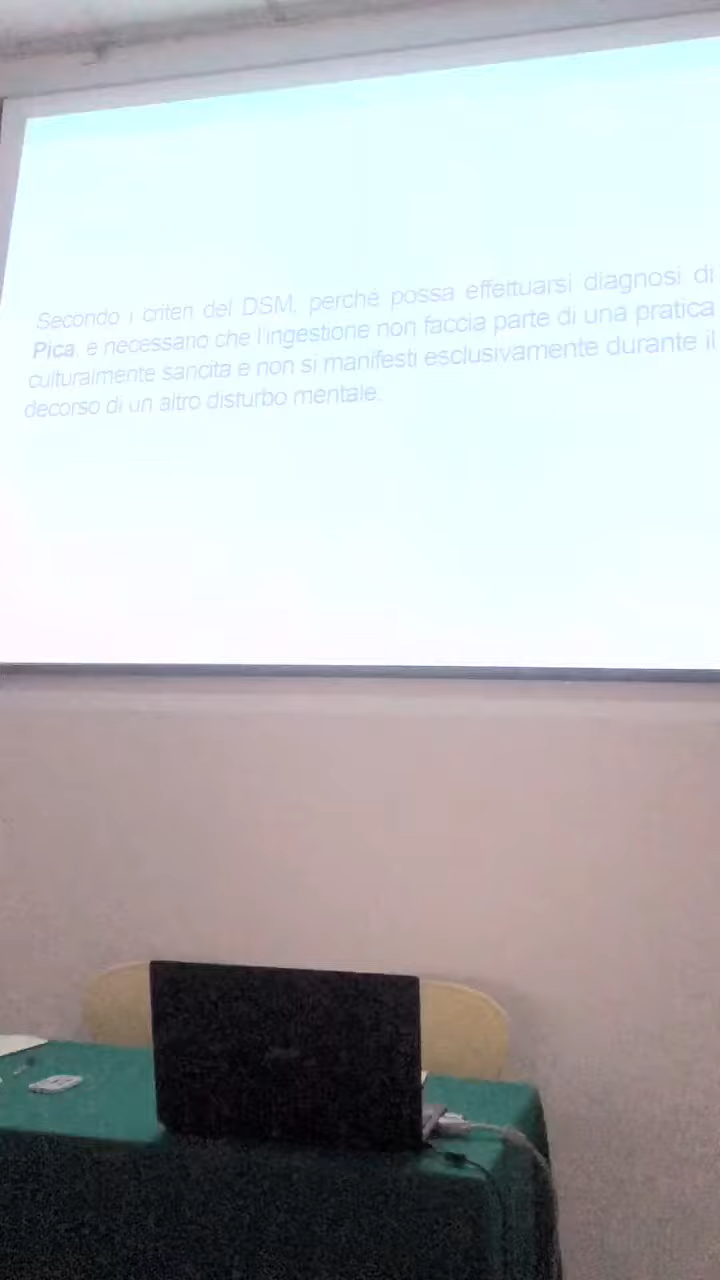 Secondo i criteri del DSM, perché possa effettuarsi diagnosi di
Pica, è necessario che l'ingestione non faccia parte di una pratica
culturalmente sancita e non si manifesti esclusivamente durante il
decorso di un altro disturbo mentale.